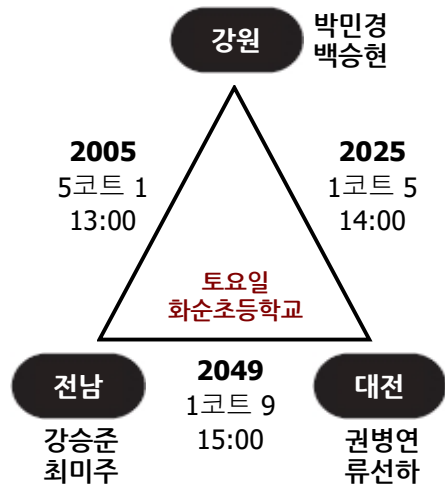 강원
박민경
백승현
2005
5코트 1
13:00
2025
1코트 5
14:00
토요일
화순초등학교
전남
강승준
최미주
2049
1코트 9
15:00
대전
권병연
류선하